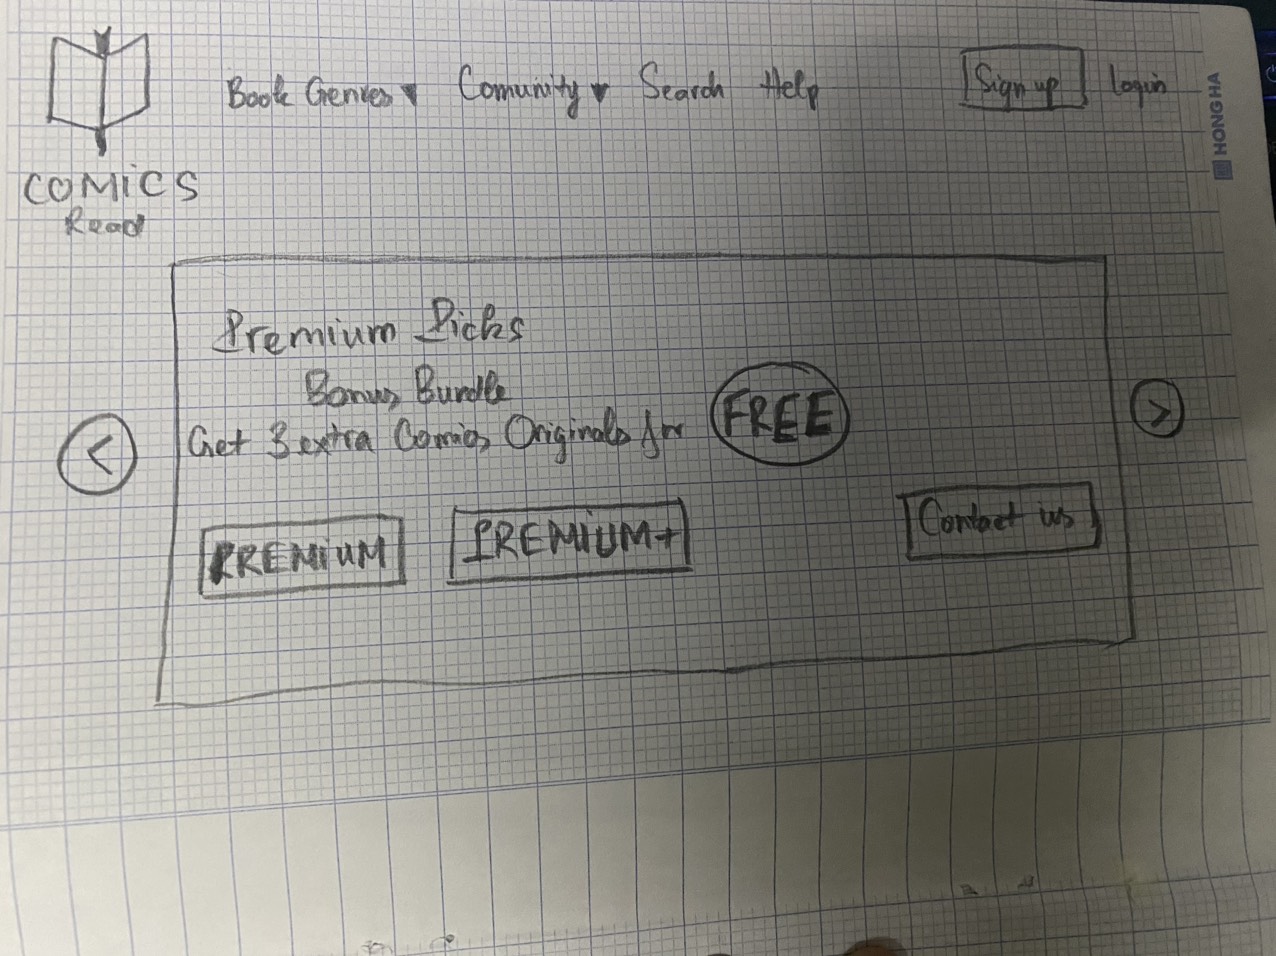 Book Genres Comunity Search Help Sign up login
HONG HA
COMiCS
Read
Premium Picks
Bonus Bundle
Get 3 extra Comics Originals for FREE
< >
PREMiUM PREMiUM+ Contact us